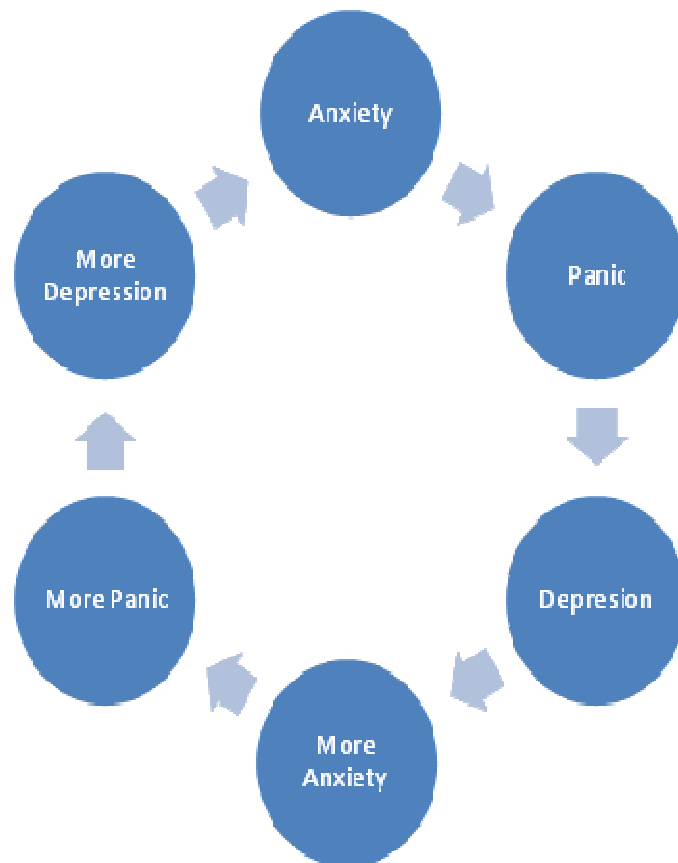 Anxiety
Panic
Depresion
More
Anxiety
More Panic
More
Depression